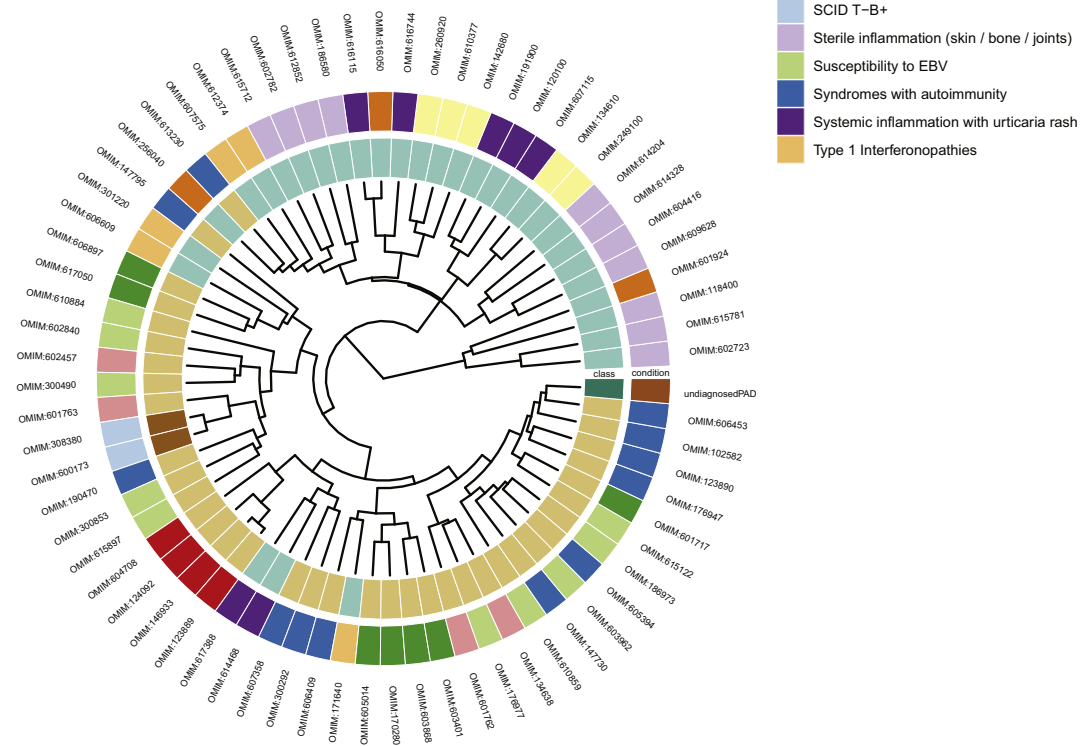 SCID T−B+
Sterile inflammation (skin / bone / joints)
Susceptibility to EBV
Syndromes with autoimmunity
Systemic inflammation with urticaria rash
Type 1 Interferonopathies
class
condition
undiagnosedPAD
OMIM:606453
OMIM:102582
OMIM:123890
OMIM:176947
OMIM:601717
OMIM:615122
OMIM:186973
OMIM:605394
OMIM:603962
OMIM:147730
OMIM:610859
OMIM:134638
OMIM:176977
OMIM:601762
OMIM:603401
OMIM:603868
OMIM:170280
OMIM:605014
OMIM:171640
OMIM:606409
OMIM:300292
OMIM:607358
OMIM:614468
OMIM:617388
OMIM:123889
OMIM:146933
OMIM:124092
OMIM:604708
OMIM:615897
OMIM:300853
OMIM:190470
OMIM:600173
OMIM:308380
OMIM:601763
OMIM:300490
OMIM:602457
OMIM:602840
OMIM:610884
OMIM:617050
OMIM:606897
OMIM:606609
OMIM:301220
OMIM:147795
OMIM:256040
OMIM:613230
OMIM:607575
OMIM:612374
OMIM:615712
OMIM:602782
OMIM:612852
OMIM:186580
OMIM:616115
OMIM:616050
OMIM:616744
OMIM:260920
OMIM:610377
OMIM:142680
OMIM:191900
OMIM:120100
OMIM:607115
OMIM:134610
OMIM:249100
OMIM:614204
OMIM:614328
OMIM:604416
OMIM:609628
OMIM:601924
OMIM:118400
OMIM:615781
OMIM:602723